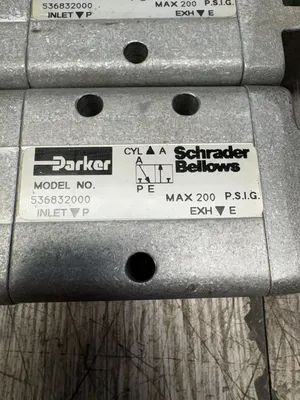 536832000 MAX 200 P.S.I.G.
INLET ▼ P EXH ▼ E
Parker CYL ▲ A Schrader Bellows
A
MODEL NO. P E
536832000 MAX 200 P.S.I.G.
INLET ▼ P EXH ▼ E